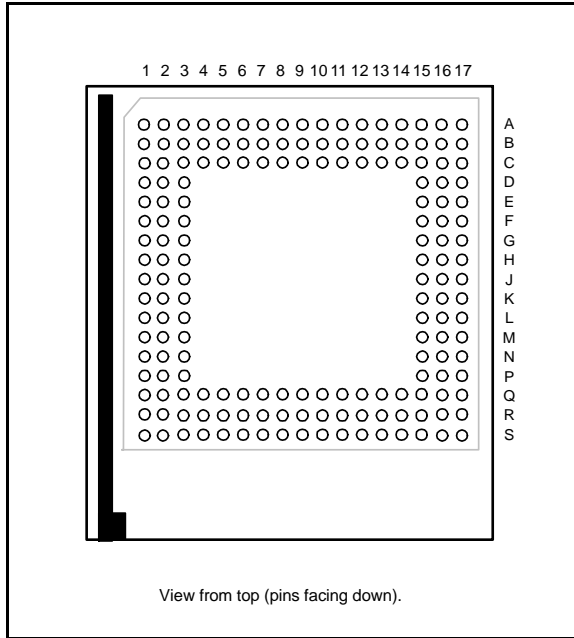 1 2 3 4 5 6 7 8 9 10 11 12 13 14 15 16 17
A
B
C
D
E
F
G
H
J
K
L
M
N
P
Q
R
S
View from top (pins facing down).